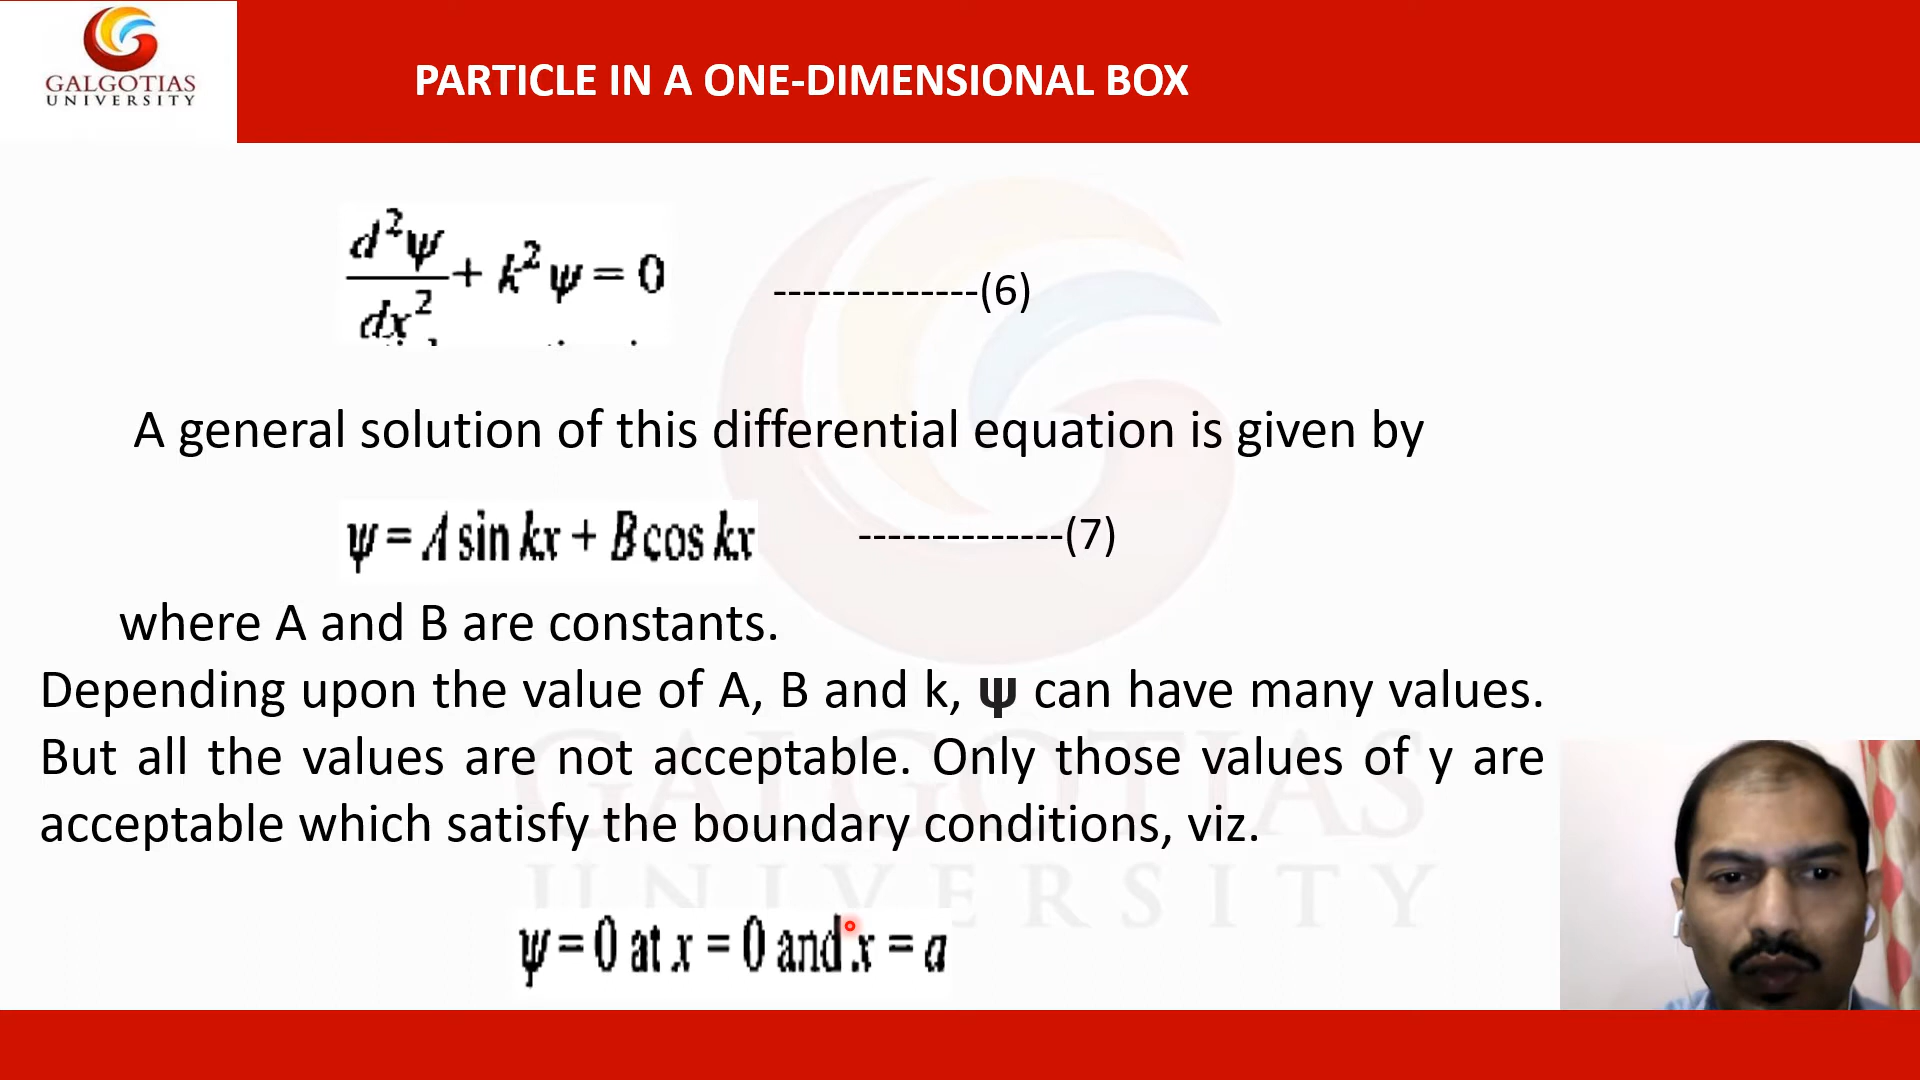 GALGOTIAS
UNIVERSITY
PARTICLE IN A ONE-DIMENSIONAL BOX
d²ψ/dx² + k²ψ = 0 --------------(6)
A general solution of this differential equation is given by
ψ = A sin kx + B cos kx --------------(7)
where A and B are constants.
Depending upon the value of A, B and k, ψ can have many values.
But all the values are not acceptable. Only those values of y are
acceptable which satisfy the boundary conditions, viz.
GALGOTIAS
UNIVERSITY
ψ = 0 at x = 0 and x = a